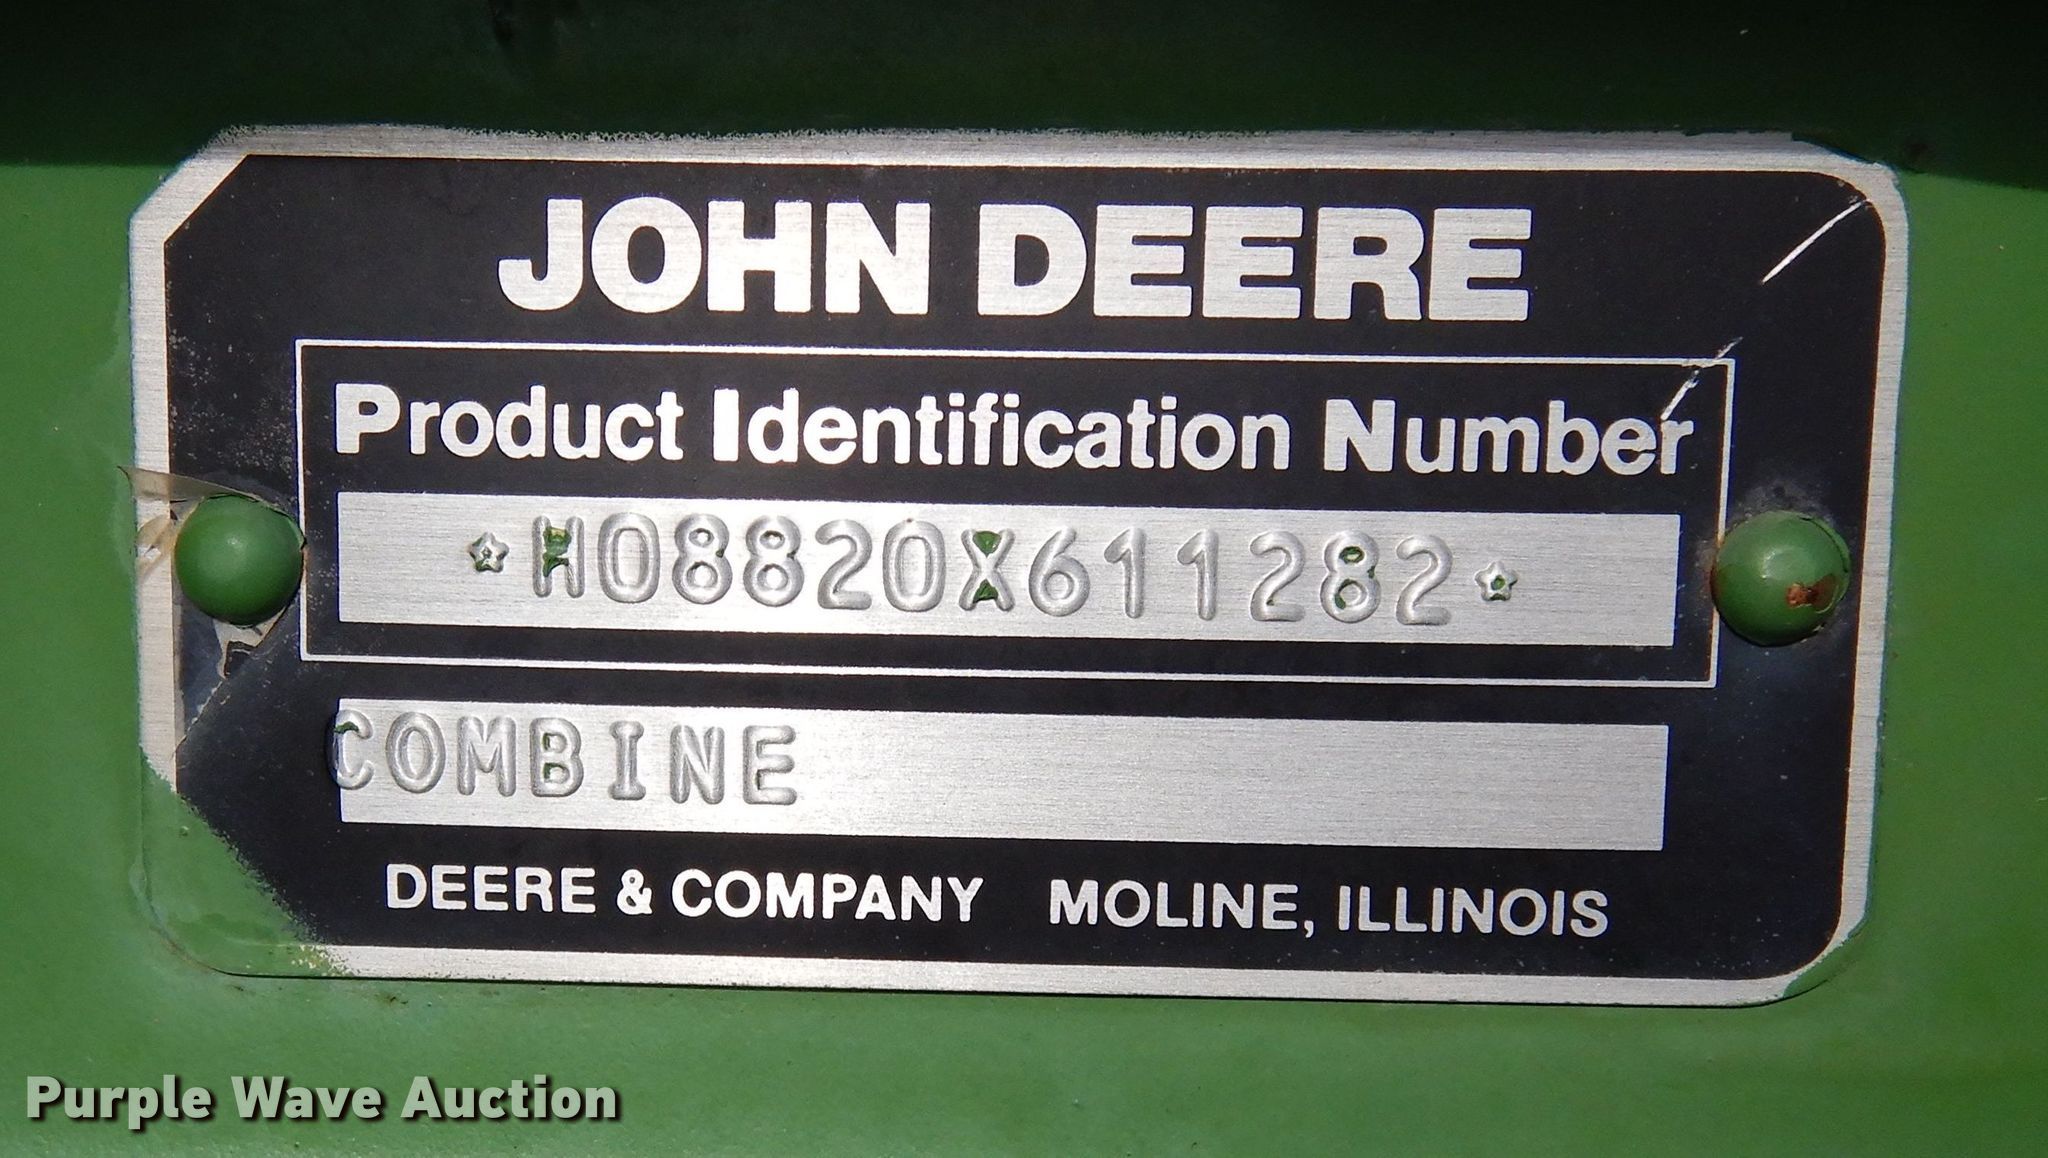 JOHN DEERE
Product Identification Number
*H08820X611282*
COMBINE
DEERE & COMPANY MOLINE, ILLINOIS
Purple Wave Auction